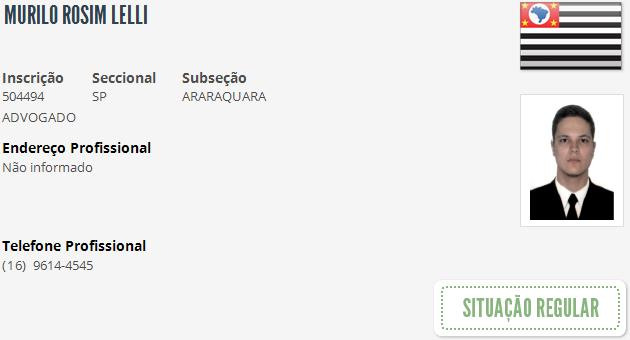 MURILO ROSIM LELLI
Inscrição Seccional Subseção
504494 SP ARARAQUARA
ADVOGADO
Endereço Profissional
Não informado
Telefone Profissional
(16) 9614-4545
SITUAÇÃO REGULAR